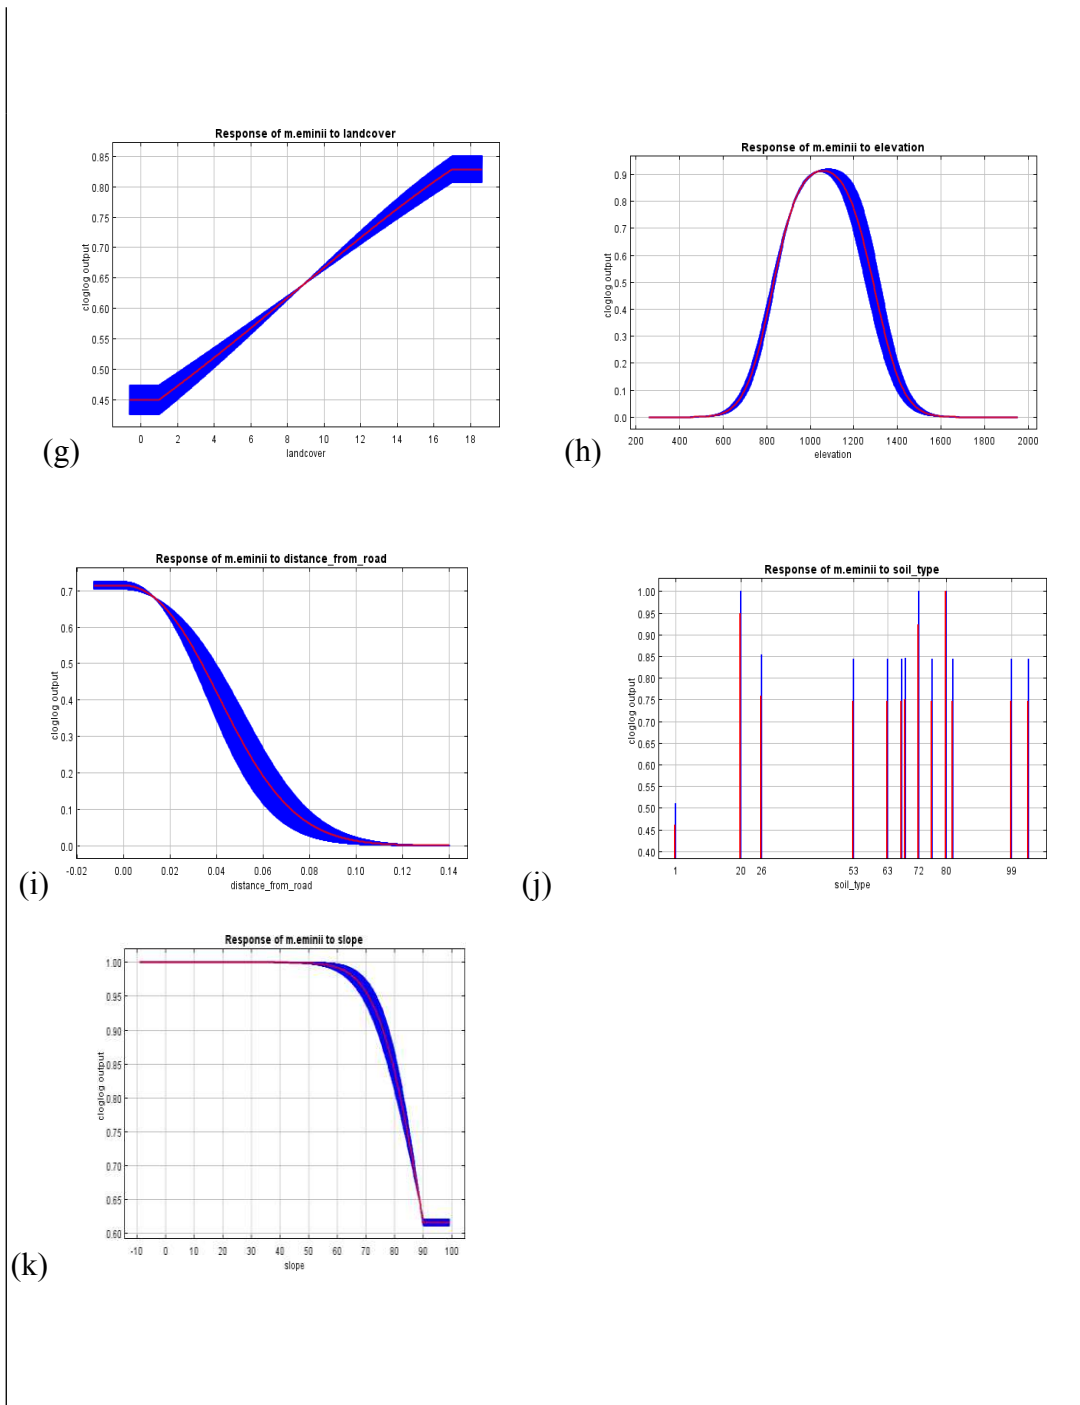 Response of m.eminii to landcover
cloglog output
0.85
0.80
0.75
0.70
0.65
0.60
0.55
0.50
0.45
0 2 4 6 8 10 12 14 16 18
landcover
(g)
Response of m.eminii to elevation
cloglog output
0.9
0.8
0.7
0.6
0.5
0.4
0.3
0.2
0.1
0.0
200 400 600 800 1000 1200 1400 1600 1800 2000
elevation
(h)
Response of m.eminii to distance_from_road
cloglog output
0.7
0.6
0.5
0.4
0.3
0.2
0.1
0.0
-0.02 0.00 0.02 0.04 0.06 0.08 0.10 0.12 0.14
distance_from_road
(i)
Response of m.eminii to soil_type
cloglog output
1.00
0.95
0.90
0.85
0.80
0.75
0.70
0.65
0.60
0.55
0.50
0.45
0.40
1 20 26 53 63 72 80 99
soil_type
(j)
Response of m.eminii to slope
cloglog output
1.00
0.95
0.90
0.85
0.80
0.75
0.70
0.65
0.60
-10 0 10 20 30 40 50 60 70 80 90 100
slope
(k)